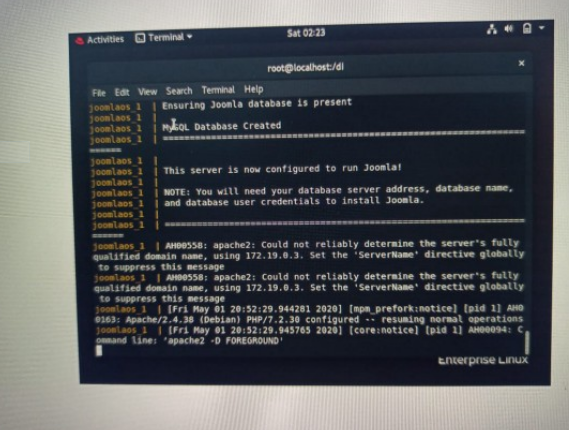 Activities Terminal Sat 02:23
root@localhost:/dl ×
File Edit View Search Terminal Help
joomlaos_1 | Ensuring Joomla database is present
joomlaos_1 |
joomlaos_1 | MySQL Database Created
joomlaos_1 | ========================================================================
======
joomlaos_1 |
joomlaos_1 | This server is now configured to run Joomla!
joomlaos_1 |
joomlaos_1 | NOTE: You will need your database server address, database name,
joomlaos_1 | and database user credentials to install Joomla.
joomlaos_1 |
joomlaos_1 | ========================================================================
======
joomlaos_1 | AH00558: apache2: Could not reliably determine the server's fully
qualified domain name, using 172.19.0.3. Set the 'ServerName' directive globally
to suppress this message
joomlaos_1 | AH00558: apache2: Could not reliably determine the server's fully
qualified domain name, using 172.19.0.3. Set the 'ServerName' directive globally
to suppress this message
joomlaos_1 | [Fri May 01 20:52:29.944281 2020] [mpm_prefork:notice] [pid 1] AH0
0163: Apache/2.4.38 (Debian) PHP/7.2.30 configured -- resuming normal operations
joomlaos_1 | [Fri May 01 20:52:29.945765 2020] [core:notice] [pid 1] AH00094: C
ommand line: 'apache2 -D FOREGROUND'
Enterprise Linux